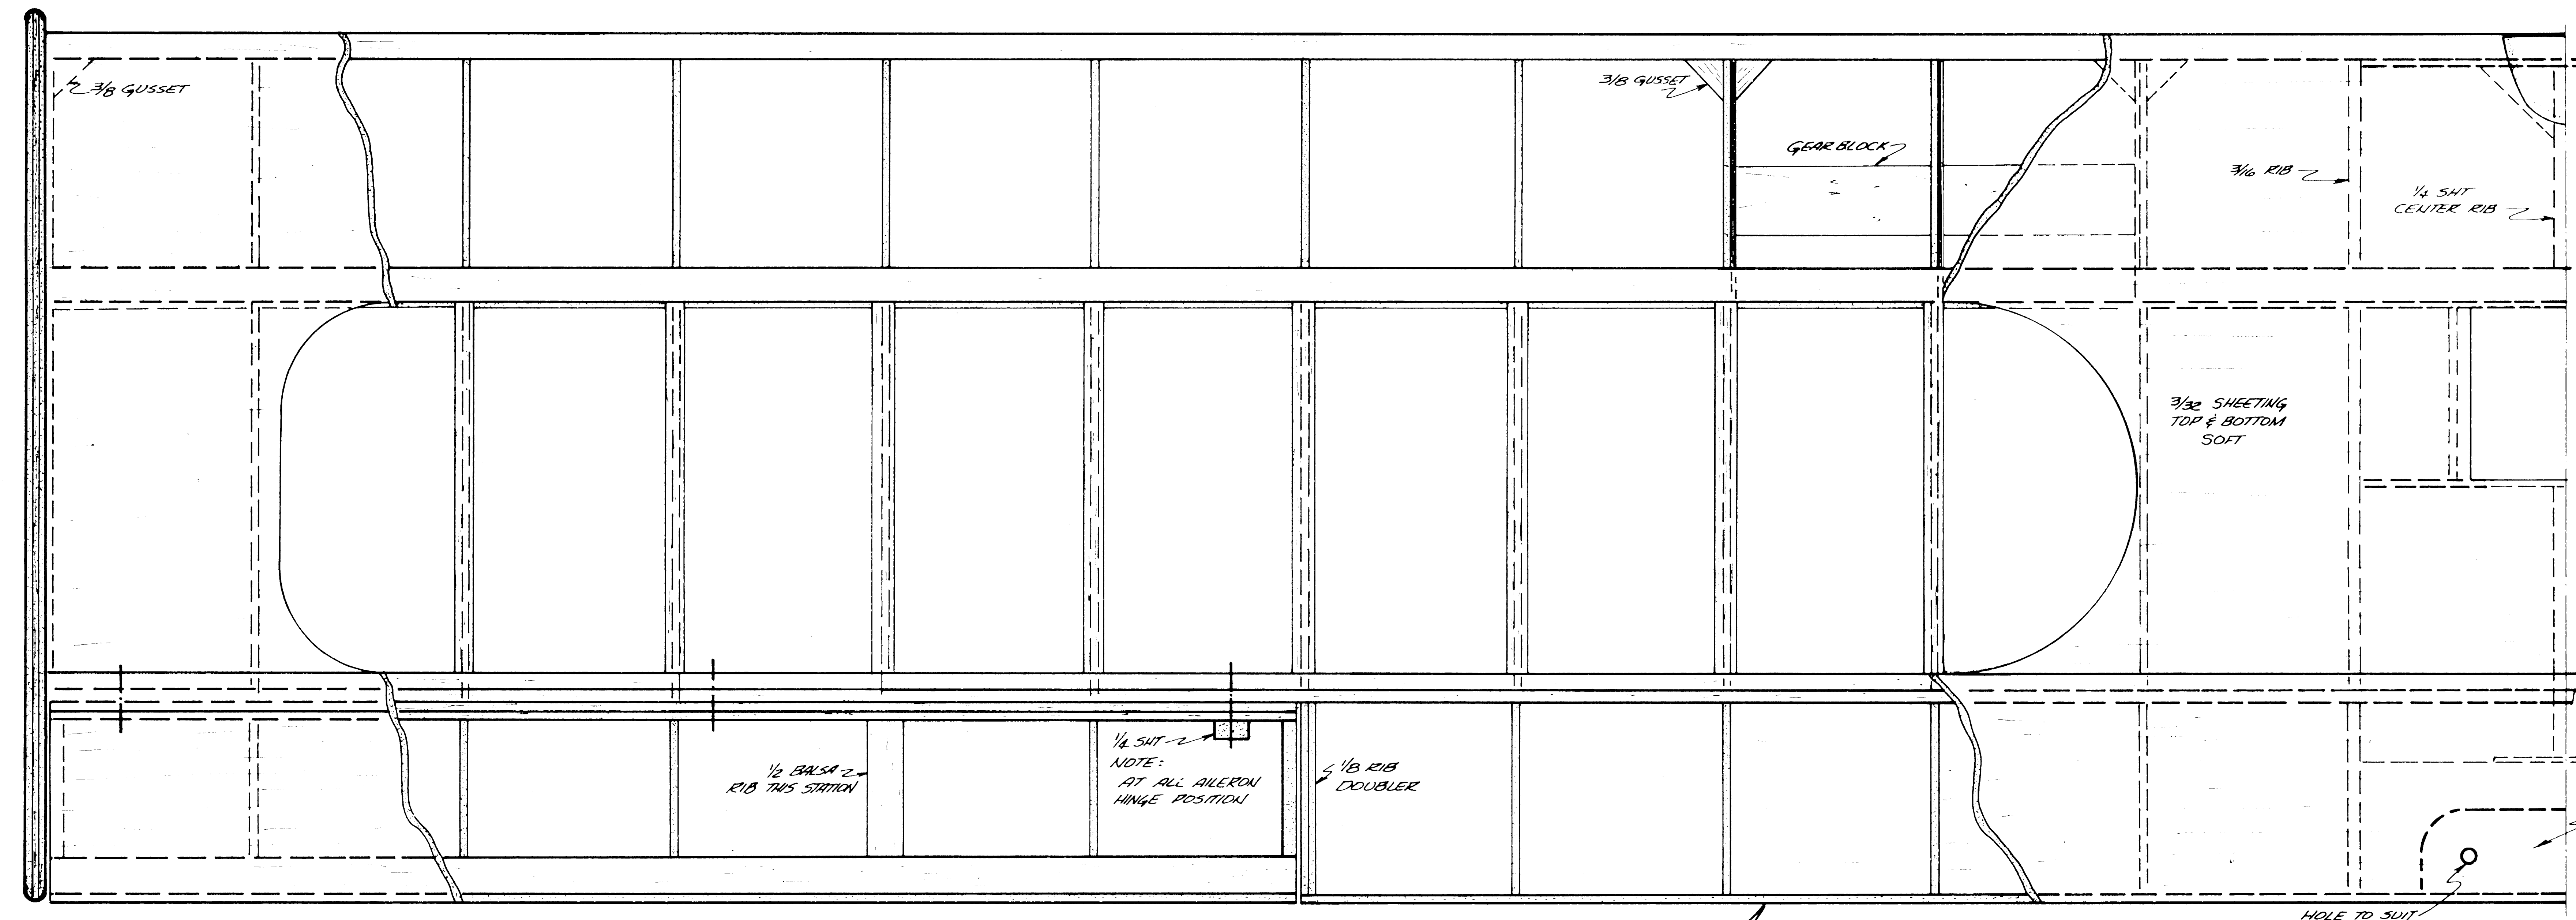 3/8 GUSSET
3/8 GUSSET
GEAR BLOCK
3/16 RIB
1/4 SHT
CENTER RIB
3/32 SHEETING
TOP & BOTTOM
SOFT
1/2 BALSA
RIB THIS STATION
1/4 SHT
NOTE:
AT ALL AILERON
HINGE POSITION
1/8 RIB
DOUBLER
HOLE TO SUIT